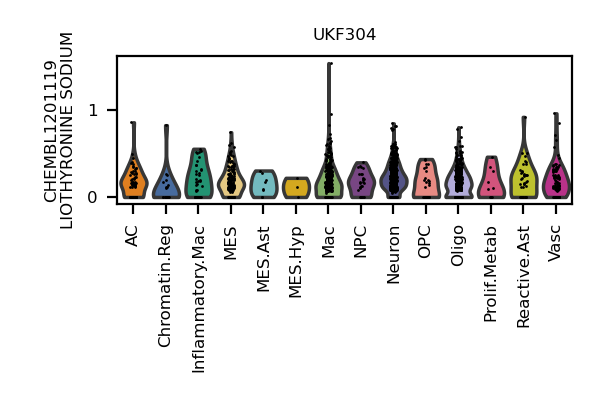 UKF304
CHEMBL1201119
LIOTHYRONINE SODIUM
1
0
AC
Chromatin.Reg
Inflammatory.Mac
MES
MES.Ast
MES.Hyp
Mac
NPC
Neuron
OPC
Oligo
Prolif.Metab
Reactive.Ast
Vasc